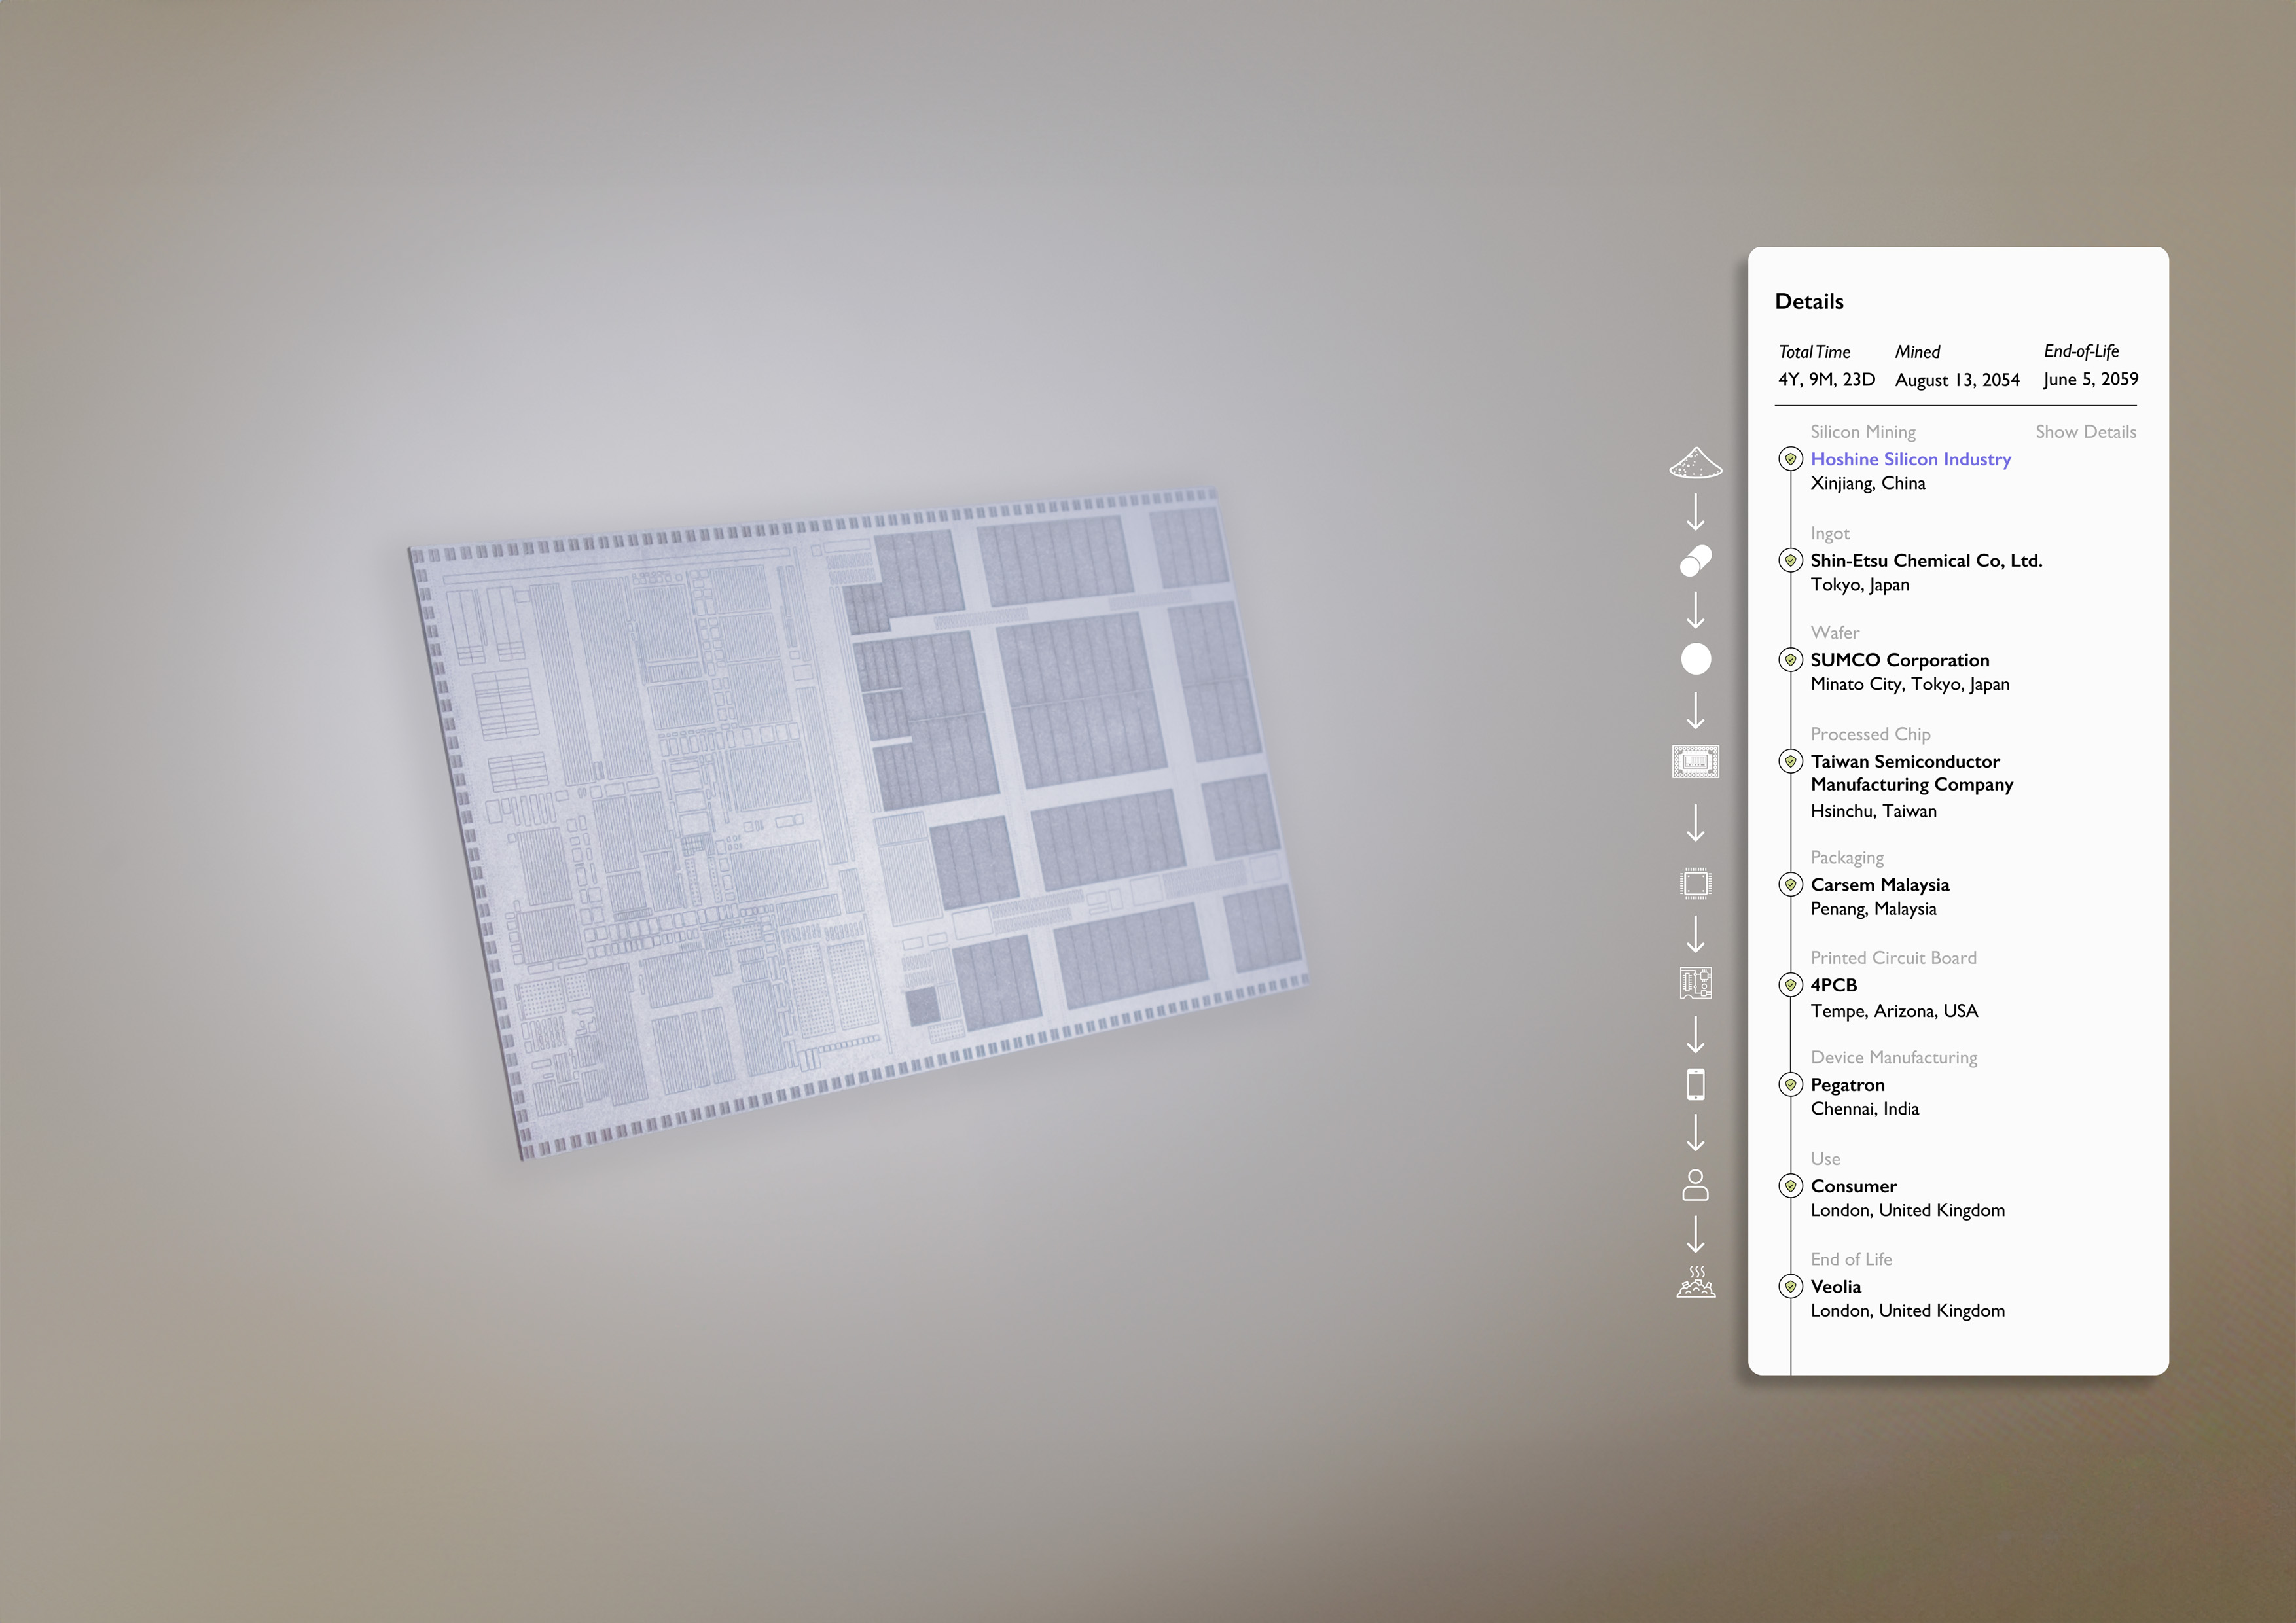 Details
Total Time Mined End-of-Life
4Y, 9M, 23D August 13, 2054 June 5, 2059
Silicon Mining Show Details
Hoshine Silicon Industry
Xinjiang, China
Ingot
Shin-Etsu Chemical Co, Ltd.
Tokyo, Japan
Wafer
SUMCO Corporation
Minato City, Tokyo, Japan
Processed Chip
Taiwan Semiconductor
Manufacturing Company
Hsinchu, Taiwan
Packaging
Carsem Malaysia
Penang, Malaysia
Printed Circuit Board
4PCB
Tempe, Arizona, USA
Device Manufacturing
Pegatron
Chennai, India
Use
Consumer
London, United Kingdom
End of Life
Veolia
London, United Kingdom